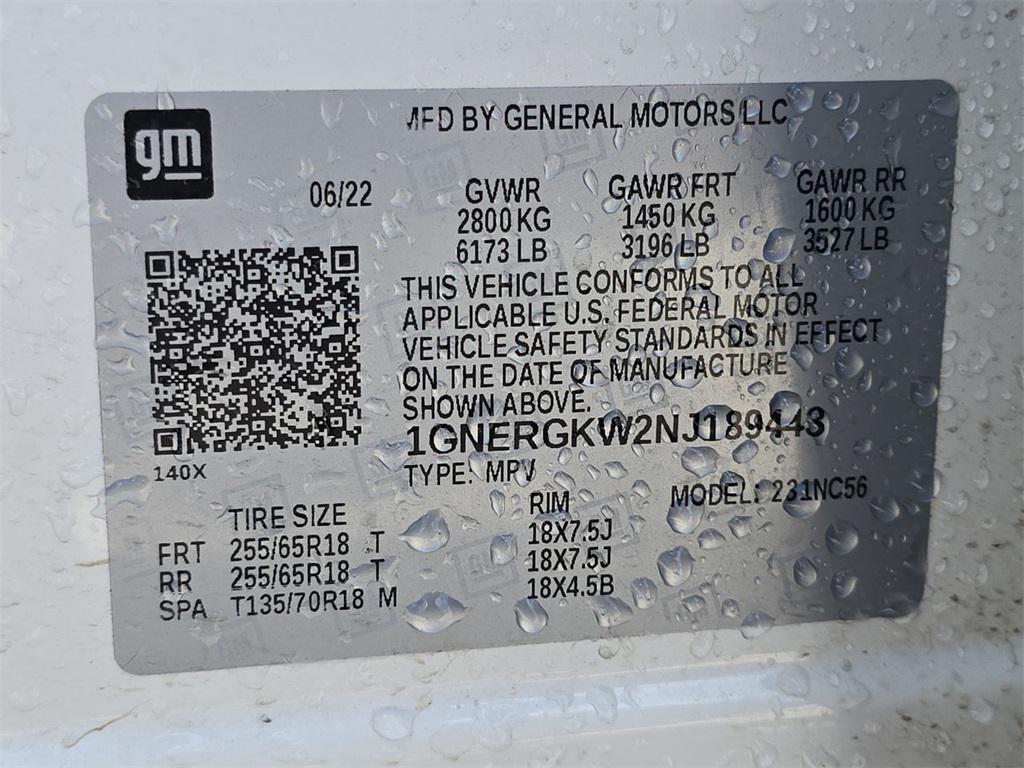 gm
MFD BY GENERAL MOTORS LLC
06/22 GVWR GAWR FRT GAWR RR
2800 KG 1450 KG 1600 KG
6173 LB 3196 LB 3527 LB
THIS VEHICLE CONFORMS TO ALL
APPLICABLE U.S. FEDERAL MOTOR
VEHICLE SAFETY STANDARDS IN EFFECT
ON THE DATE OF MANUFACTURE
SHOWN ABOVE.
1GNERGKW2NJ189443
140X
TYPE: MPV MODEL: 231NC56
TIRE SIZE RIM
FRT 255/65R18 T 18X7.5J
RR 255/65R18 T 18X7.5J
SPA T135/70R18 M 18X4.5B